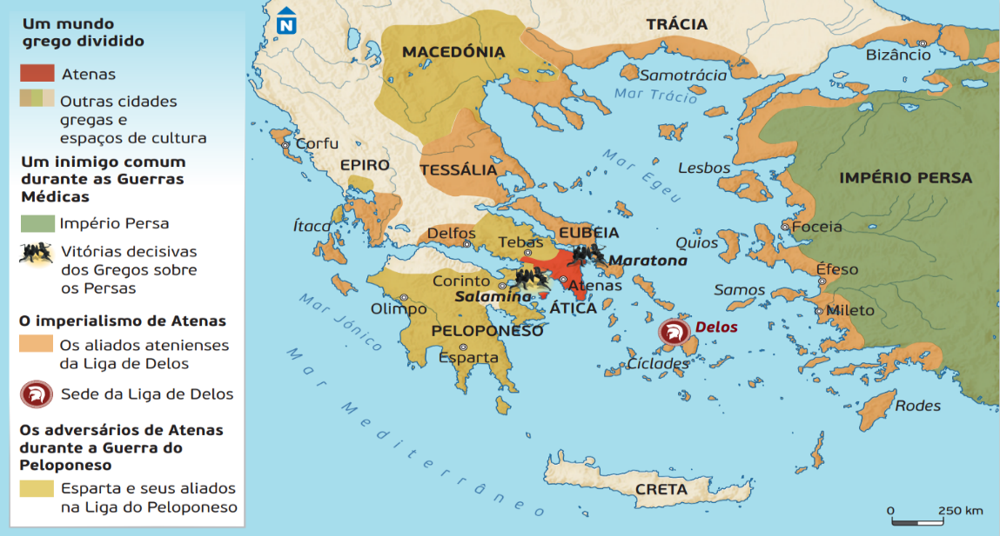 Um mundo
grego dividido
Atenas
Outras cidades
gregas e
espaços de cultura
Um inimigo comum
durante as Guerras
Médicas
Império Persa
Vitórias decisivas
dos Gregos sobre
os Persas
O imperialismo de Atenas
Os aliados atenienses
da Liga de Delos
Sede da Liga de Delos
Os adversários de Atenas
durante a Guerra do
Peloponeso
Esparta e seus aliados
na Liga do Peloponeso
N
TRÁCIA
MACEDÓNIA
Bizâncio
Samotrácia
Mar Trácio
Corfu
EPIRO
TESSÁLIA
Mar Egeu
Lesbos
IMPÉRIO PERSA
Ítaca
Delfos
Tebas
EUBEIA
Foceia
Quios
Maratona
Éfeso
Corinto
Atenas
Salamina
Samos
Olimpo
ÁTICA
Mileto
Mar Jónico
PELOPONESO
Delos
Esparta
Cíclades
Mar Mediterrâneo
Rodes
CRETA
0 250 km